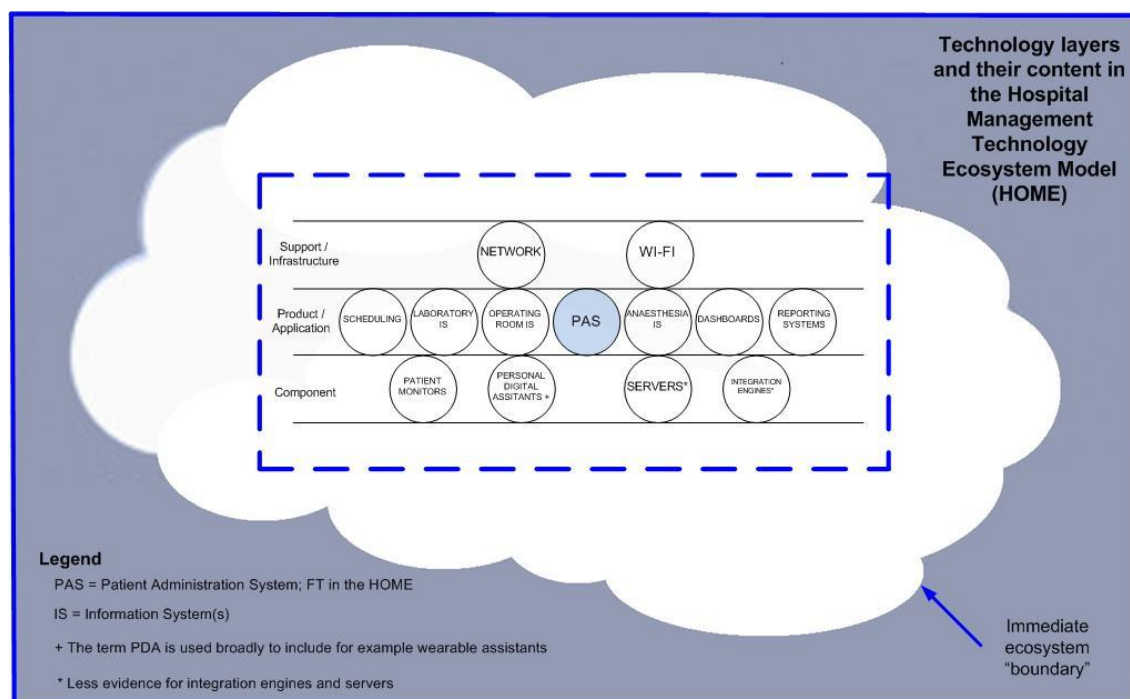 Technology layers
and their content in
the Hospital
Management
Technology
Ecosystem Model
(HOME)
Support /
Infrastructure
NETWORK
WI-FI
Product /
Application
SCHEDULING
LABORATORY
IS
OPERATING
ROOM IS
PAS
ANAESTHESIA
IS
DASHBOARDS
REPORTING
SYSTEMS
Component
PATIENT
MONITORS
PERSONAL
DIGITAL
ASSITANTS +
SERVERS*
INTEGRATION
ENGINES*
Legend
PAS = Patient Administration System; FT in the HOME
IS = Information System(s)
+ The term PDA is used broadly to include for example wearable assistants
* Less evidence for integration engines and servers
Immediate
ecosystem
“boundary”